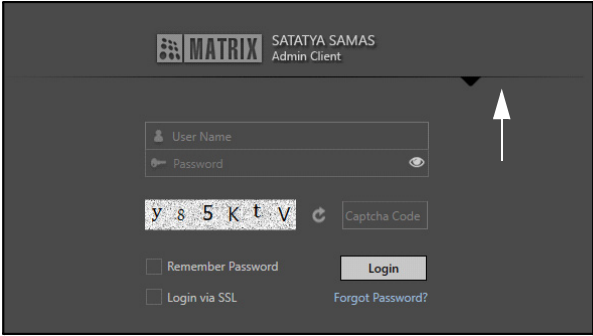 MATRIX SATATYA SAMAS
Admin Client
User Name
Password
y 8 5 K t V Captcha Code
Remember Password Login
Login via SSL Forgot Password?